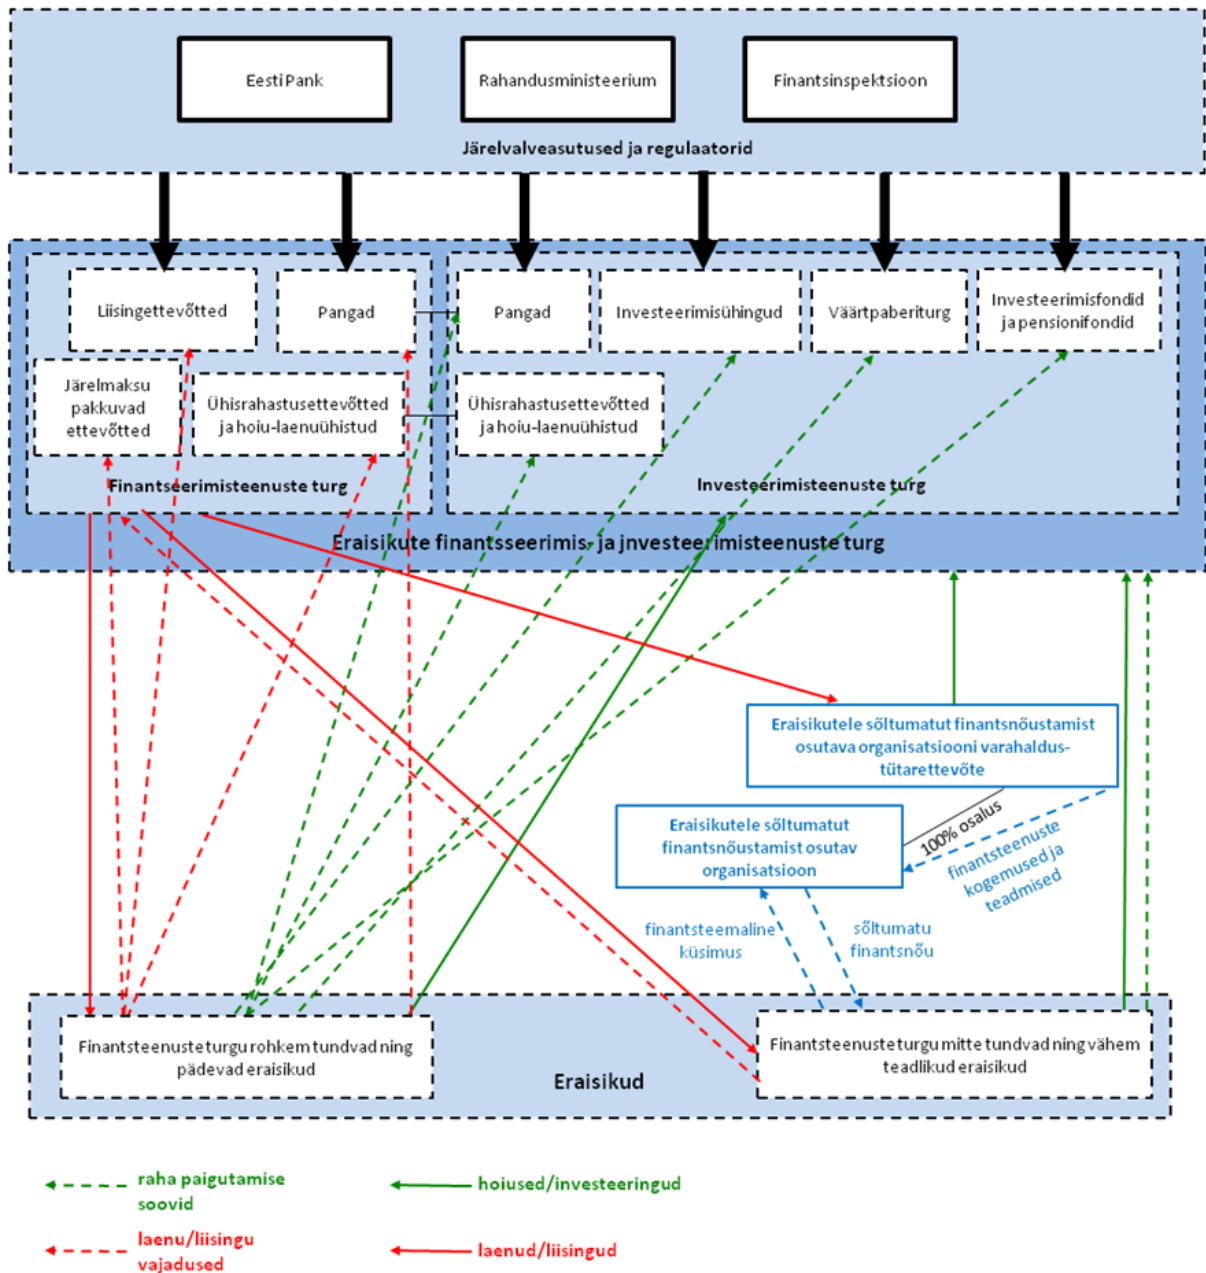 Eesti Pank
Rahandusministeerium
Finantsinspektsioon
Järelvalveasutused ja regulaatorid
Liisingettevõtted
Pangad
Pangad
Investeerimisühingud
Väärtpaberiturg
Investeerimisfondid
ja pensionifondid
Järelmaksu
pakkuvad
ettevõtted
Ühisrahastusettevõtted
ja hoiu-laenuühistud
Ühisrahastusettevõtted
ja hoiu-laenuühistud
Finantseerimisteenuste turg
Investeerimisteenuste turg
Eraisikute finantsseerimis- ja jnvesteerimisteenuste turg
Eraisikutele sõltumatut finantsnõustamist
osutava organisatsiooni varahaldus-
tütarettevõte
Eraisikutele sõltumatut
finantsnõustamist osutav
organisatsioon
100% osalus
finantsteenuste
kogemused ja
teadmised
finantsteemaline
küsimus
sõltumatu
finantsnõu
Finantsteenuste turgu rohkem tundvad ning
pädevad eraisikud
Eraisikud
Finantsteenuste turgu mitte tundvad ning vähem
teadlikud eraisikud
raha paigutamise
soovid
hoiused/investeeringud
laenu/liisingu
vajadused
laenud/liisingud